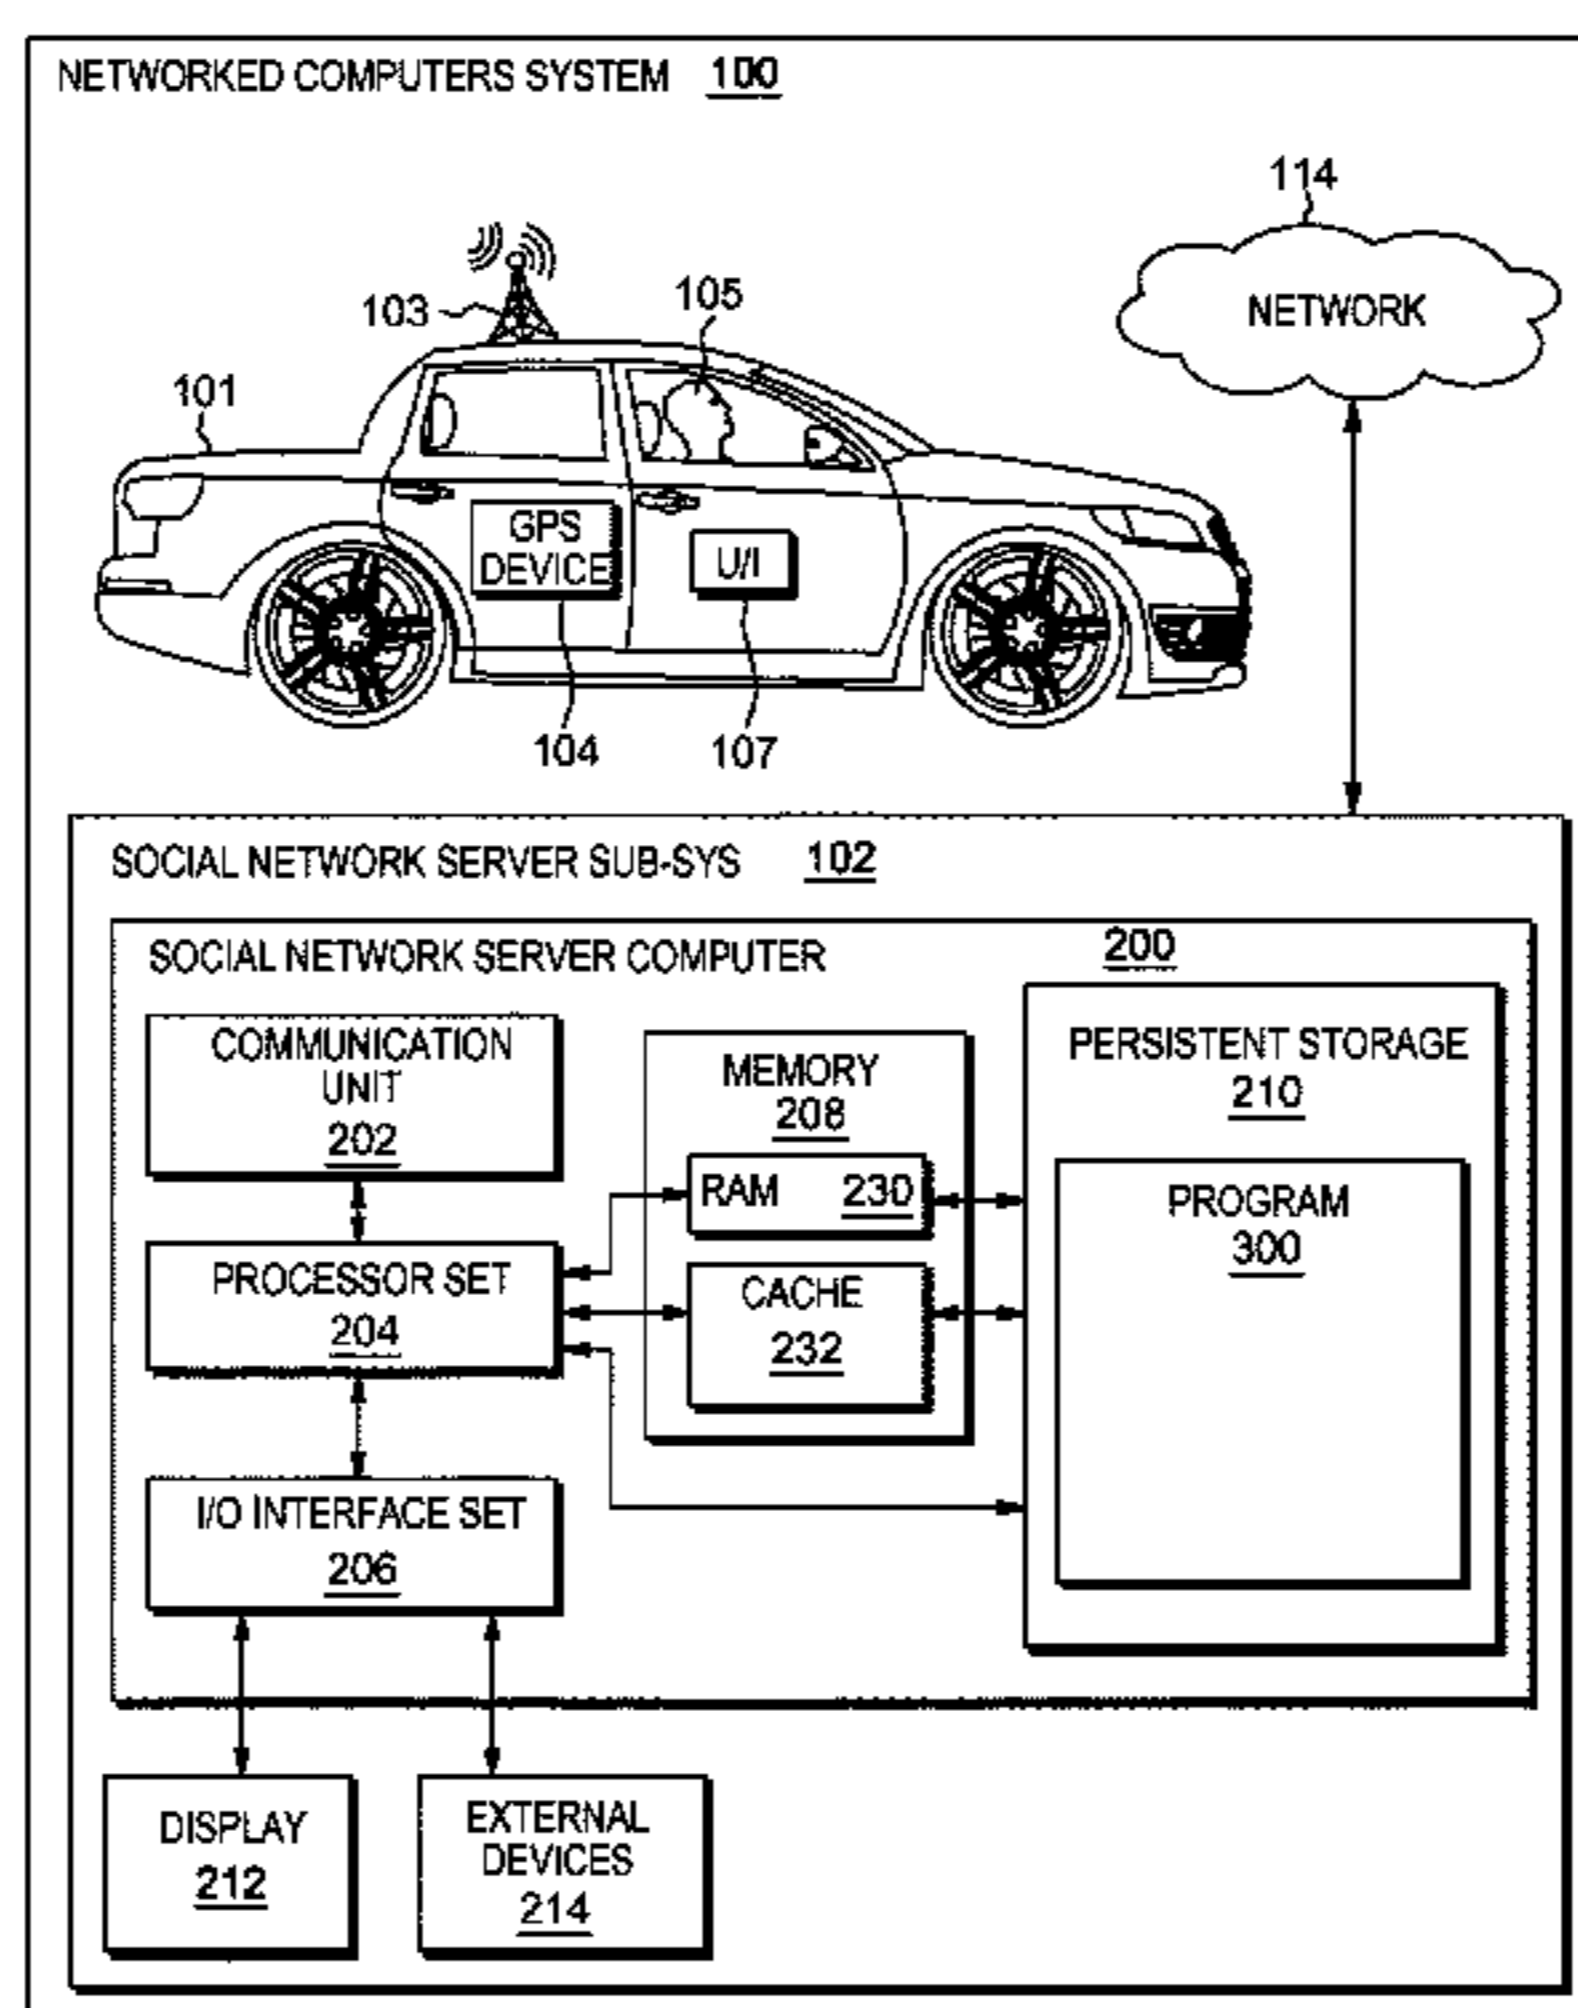 NETWORKED COMPUTERS SYSTEM 100
114
NETWORK
103
105
101
GPS
DEVICE
U/I
104
107
SOCIAL NETWORK SERVER SUB-SYS 102
SOCIAL NETWORK SERVER COMPUTER 200
COMMUNICATION
UNIT
202
MEMORY
208
PERSISTENT STORAGE
210
RAM 230
PROGRAM
300
PROCESSOR SET
204
CACHE
232
I/O INTERFACE SET
206
DISPLAY
212
EXTERNAL
DEVICES
214